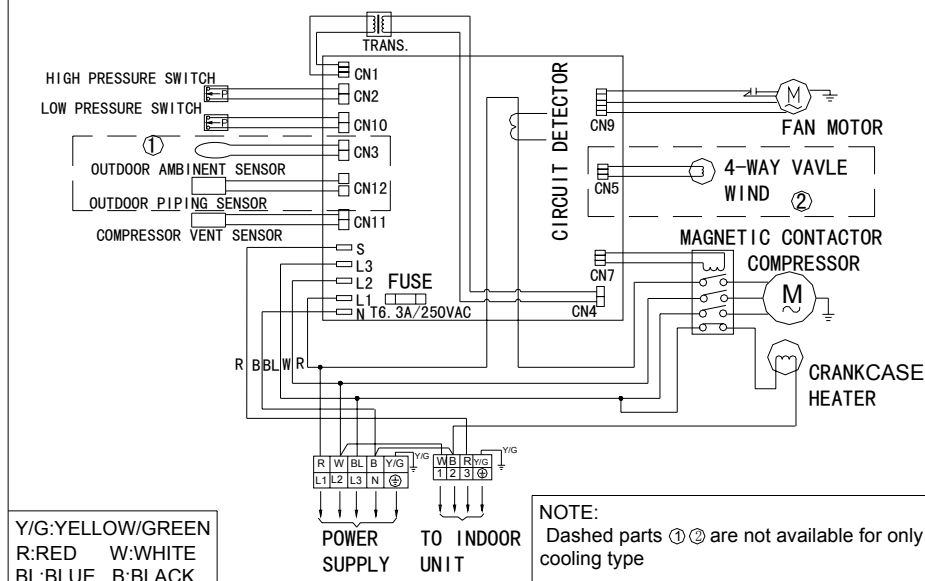 TRANS.
HIGH PRESSURE SWITCH
P
LOW PRESSURE SWITCH
P
①
OUTDOOR AMBINENT SENSOR
OUTDOOR PIPING SENSOR
COMPRESSOR VENT SENSOR
CN1
CN2
CN10
CN3
CN12
CN11
S
L3
L2
L1
N
FUSE
T6.3A/250VAC
CIRCUIT DETECTOR
CN9
CN5
CN7
CN4
M
FAN MOTOR
4-WAY VAVLE
WIND
②
MAGNETIC CONTACTOR
COMPRESSOR
M
CRANKCASE
HEATER
R B BL W R
R W BL B Y/G Y/G
L1 L2 L3 N
W B R Y/G Y/G
1 2 3
POWER
SUPPLY
TO INDOOR
UNIT
Y/G:YELLOW/GREEN
R:RED W:WHITE
BL:BLUE B:BLACK
NOTE:
Dashed parts ①② are not available for only
cooling type